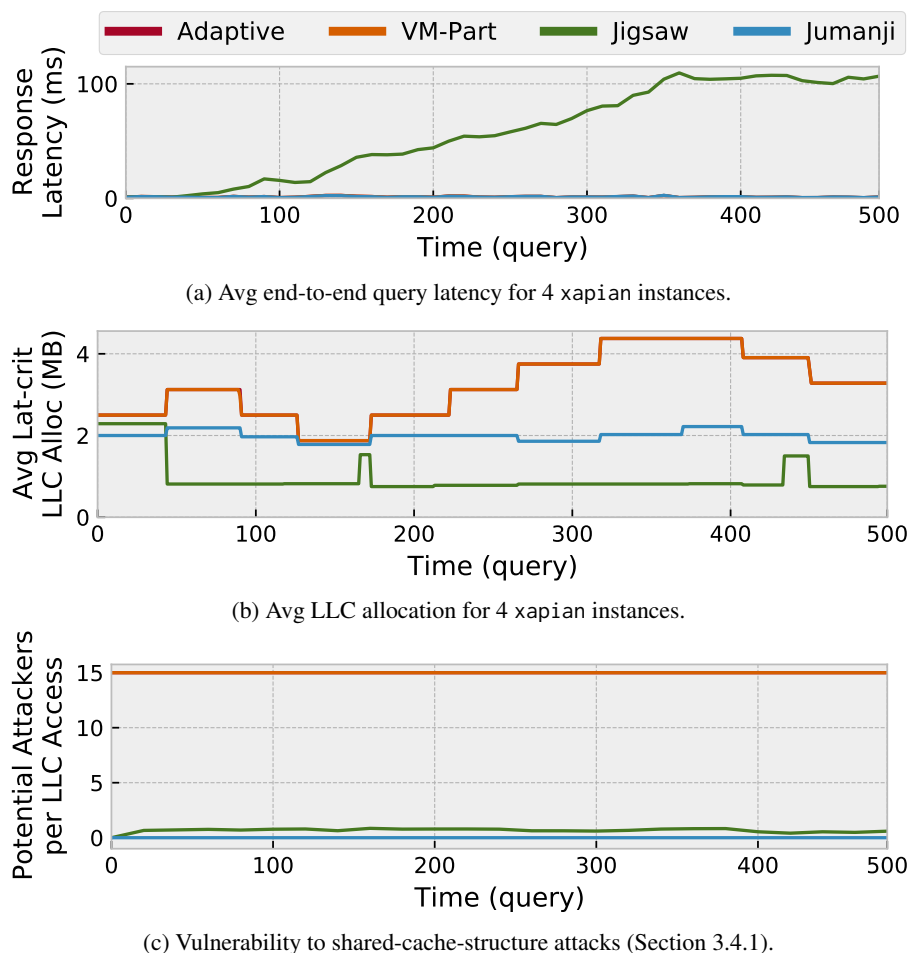 Adaptive VM-Part Jigsaw Jumanji
Response
Latency (ms)
100
0
0 100 200 300 400 500
Time (query)
(a) Avg end-to-end query latency for 4 xapian instances.
Avg Lat-crit
LLC Alloc (MB)
4
2
0
0 100 200 300 400 500
Time (query)
(b) Avg LLC allocation for 4 xapian instances.
Potential Attackers
per LLC Access
15
10
5
0
0 100 200 300 400 500
Time (query)
(c) Vulnerability to shared-cache-structure attacks (Section 3.4.1).